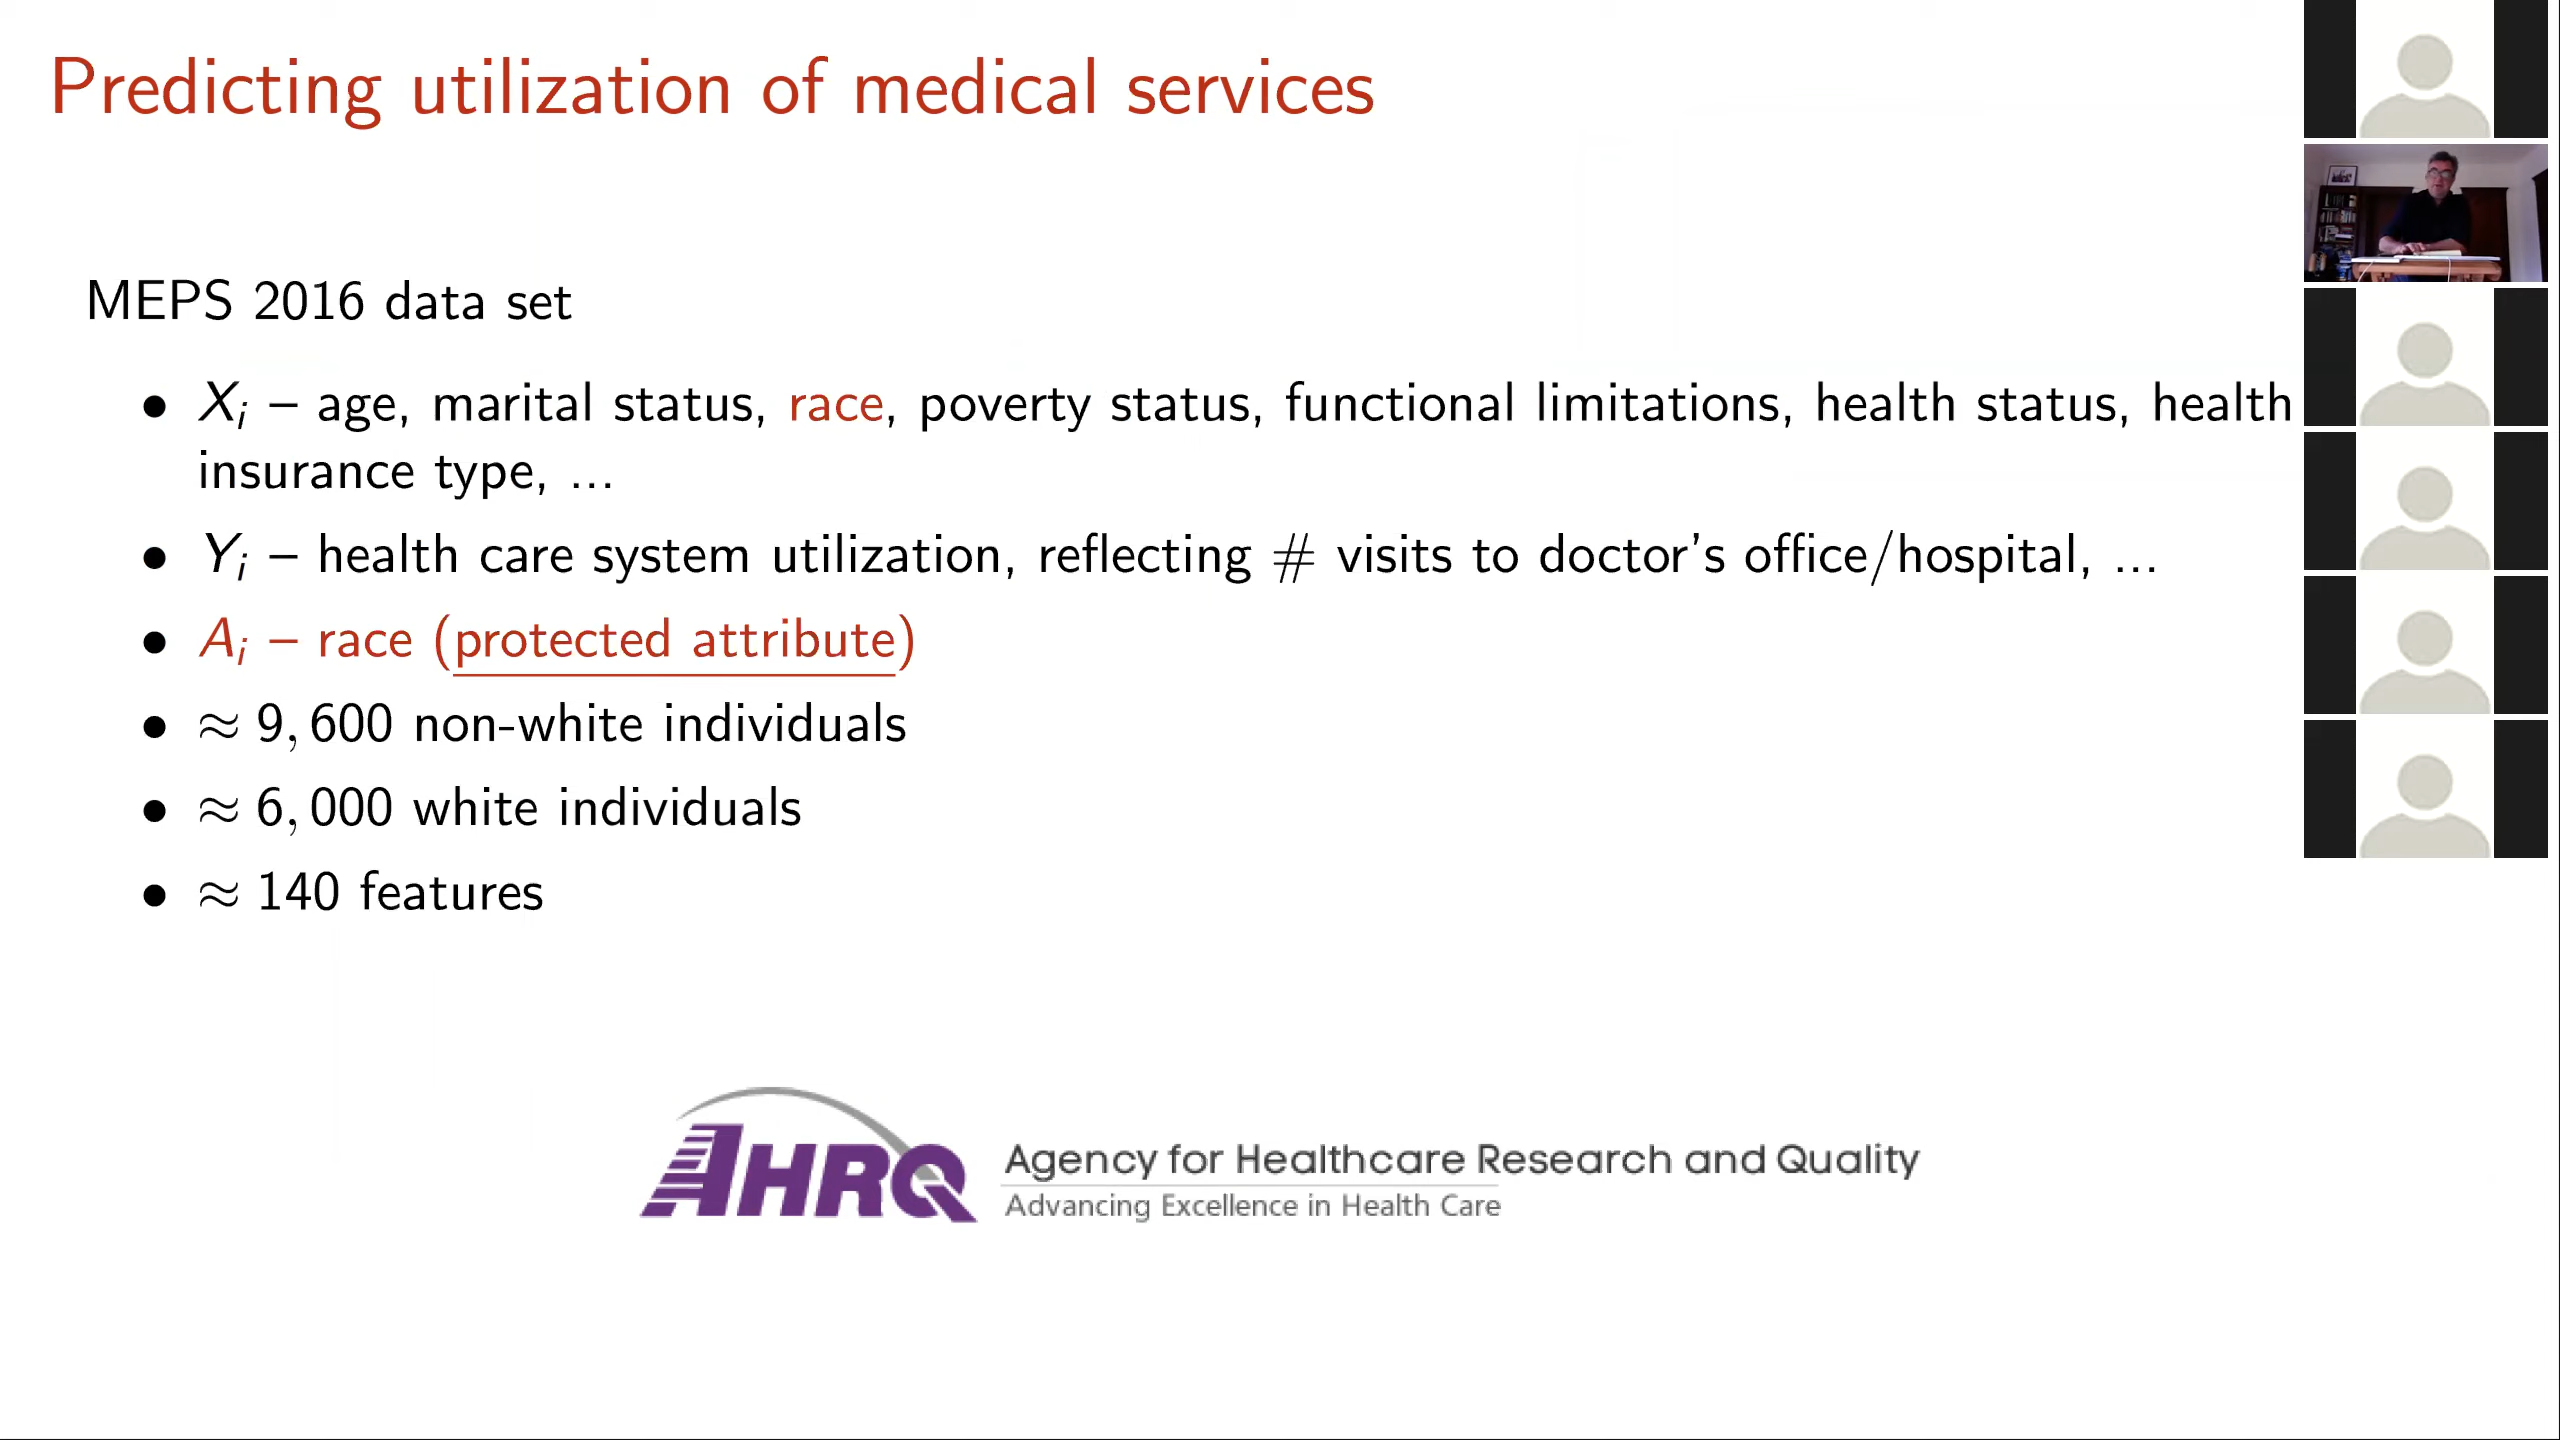 Predicting utilization of medical services
MEPS 2016 data set
• Xᵢ – age, marital status, race, poverty status, functional limitations, health status, health
insurance type, ...
• Yᵢ – health care system utilization, reflecting # visits to doctor's office/hospital, ...
• Aᵢ – race (protected attribute)
• ≈ 9, 600 non-white individuals
• ≈ 6, 000 white individuals
• ≈ 140 features
AHRQ
Agency for Healthcare Research and Quality
Advancing Excellence in Health Care